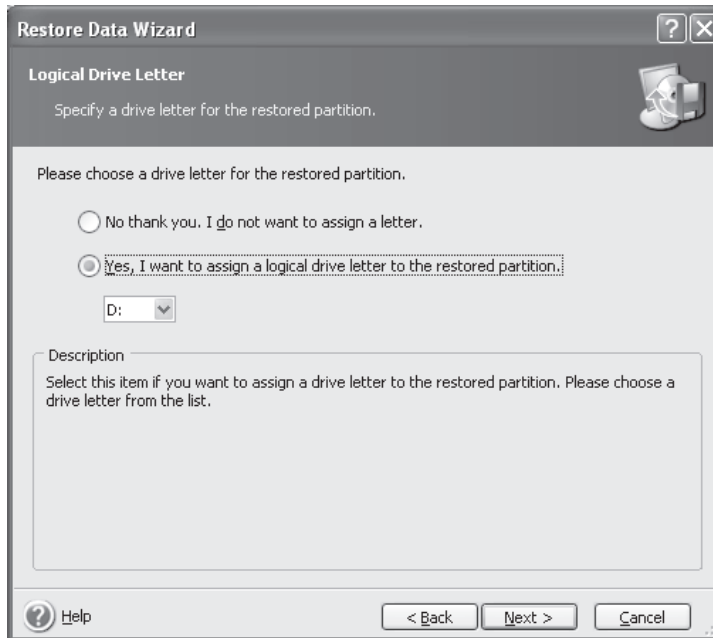 Restore Data Wizard
Logical Drive Letter
Specify a drive letter for the restored partition.
Please choose a drive letter for the restored partition.
No thank you. I do not want to assign a letter.
Yes, I want to assign a logical drive letter to the restored partition.
D:
Description
Select this item if you want to assign a drive letter to the restored partition. Please choose a
drive letter from the list.
? Help
< Back
Next >
Cancel